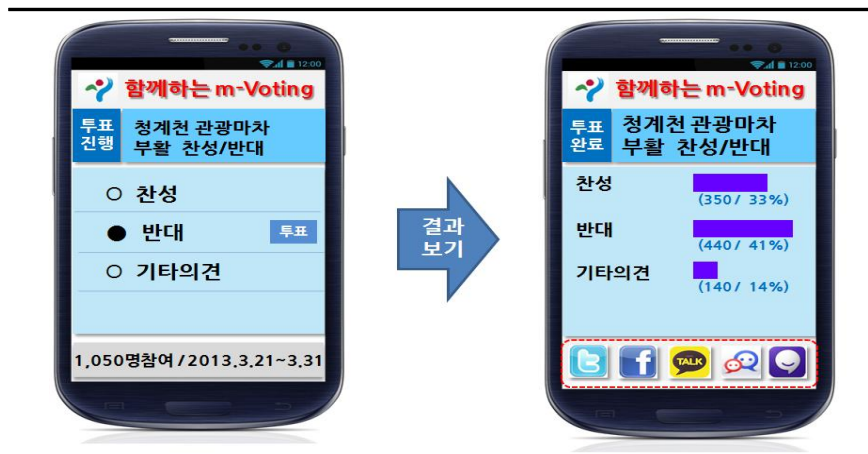 12:00
함께하는 m-Voting
투표
진행
청계천 관광마차
부활 찬성/반대
찬성
반대
투표
기타의견
1,050명참여 / 2013.3.21~3.31
결과
보기
12:00
함께하는 m-Voting
투표
완료
청계천 관광마차
부활 찬성/반대
찬성
(350 / 33%)
반대
(440 / 41%)
기타의견
(140 / 14%)
TALK